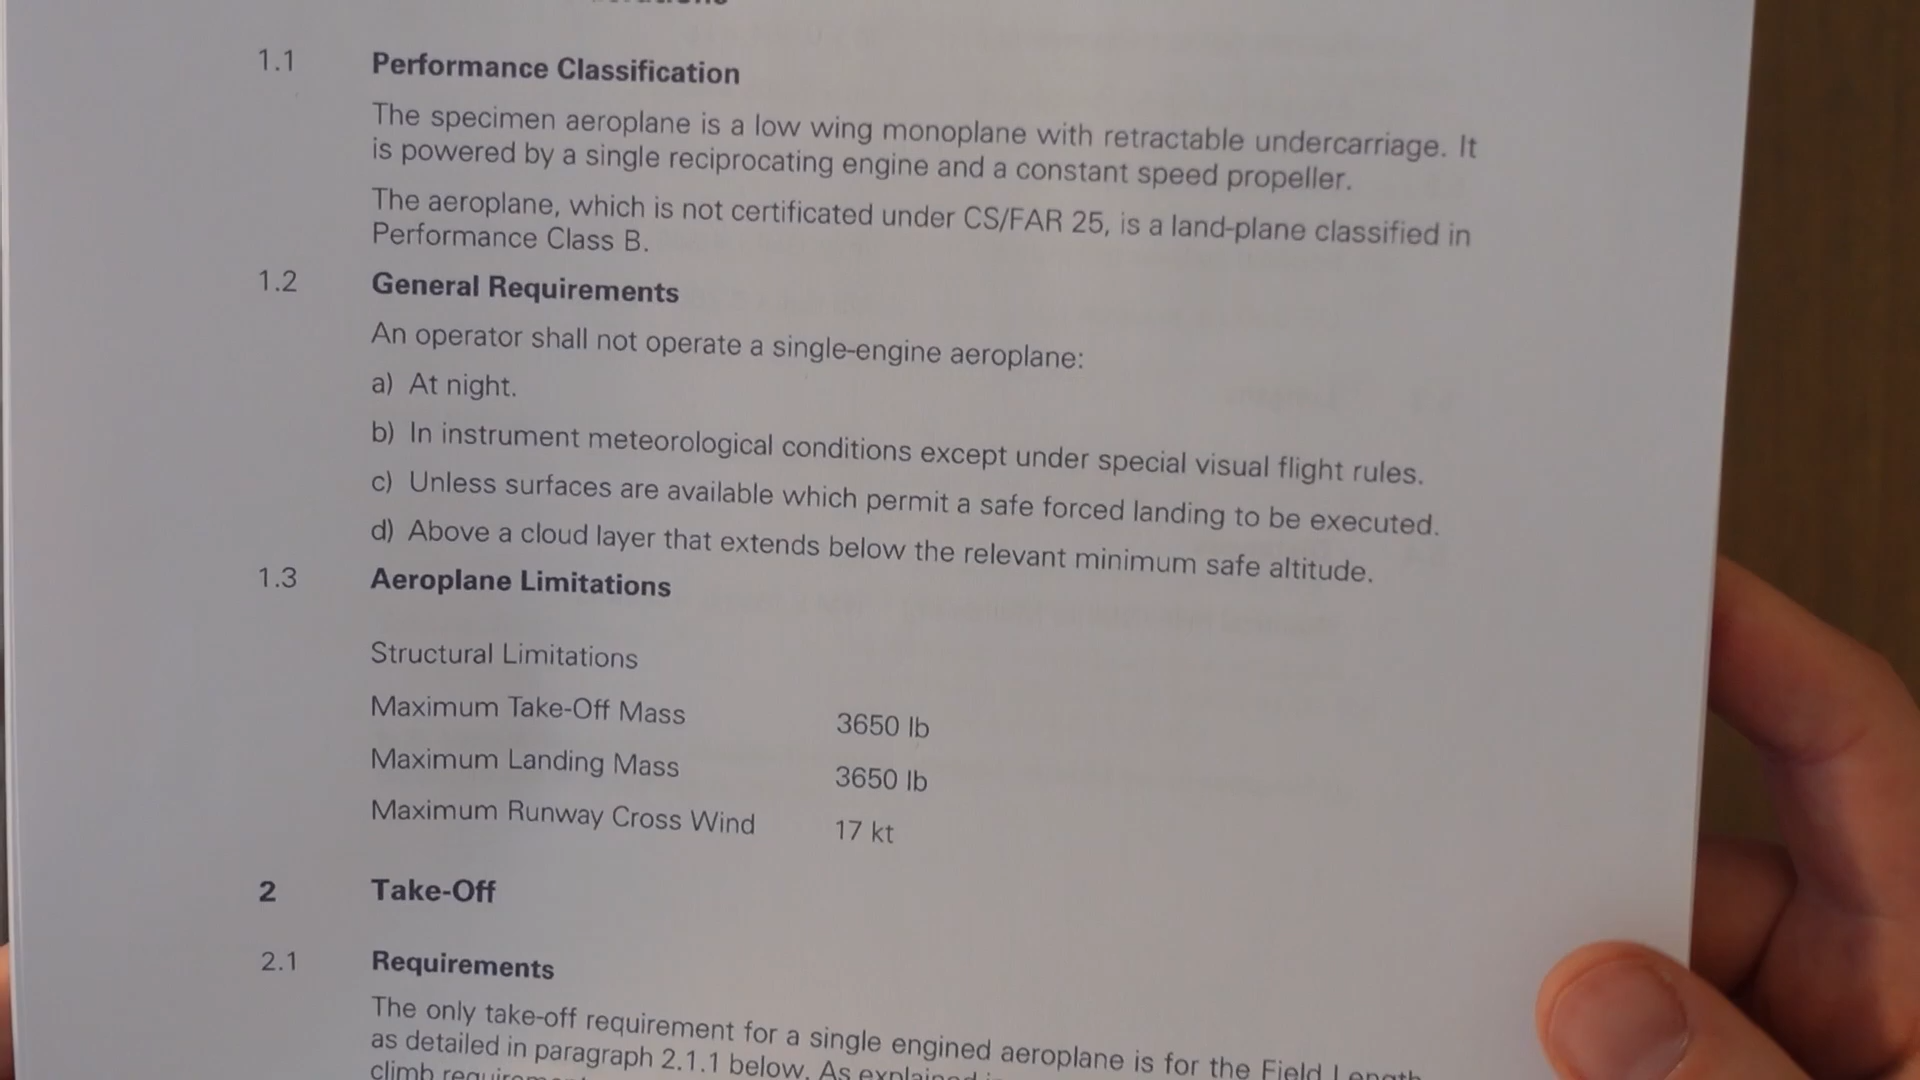 1.1 Performance Classification
The specimen aeroplane is a low wing monoplane with retractable undercarriage. It
is powered by a single reciprocating engine and a constant speed propeller.
The aeroplane, which is not certificated under CS/FAR 25, is a land-plane classified in
Performance Class B.
1.2 General Requirements
An operator shall not operate a single-engine aeroplane:
a) At night.
b) In instrument meteorological conditions except under special visual flight rules.
c) Unless surfaces are available which permit a safe forced landing to be executed.
d) Above a cloud layer that extends below the relevant minimum safe altitude.
1.3 Aeroplane Limitations
Structural Limitations
Maximum Take-Off Mass 3650 lb
Maximum Landing Mass 3650 lb
Maximum Runway Cross Wind 17 kt
2 Take-Off
2.1 Requirements
The only take-off requirement for a single engined aeroplane is for the Field Length
as detailed in paragraph 2.1.1 below. As explained
climb